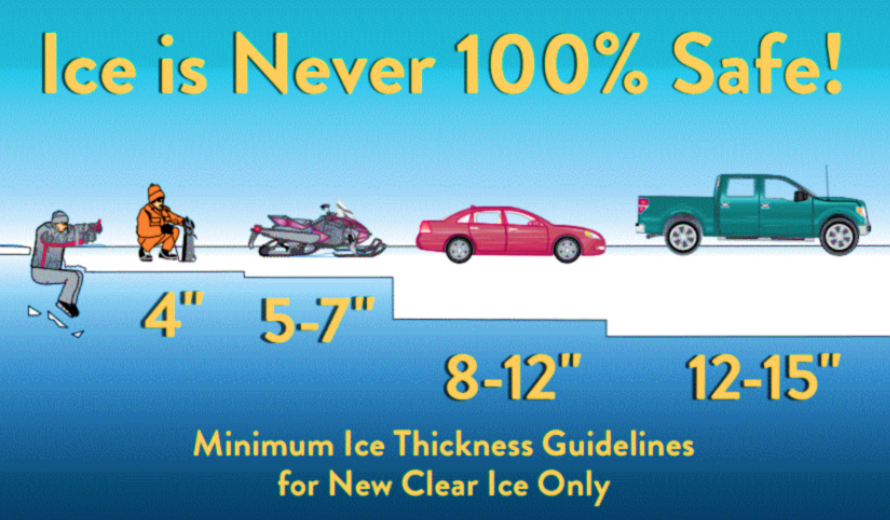 Ice is Never 100% Safe!
4"
5-7"
8-12"
12-15"
Minimum Ice Thickness Guidelines
for New Clear Ice Only